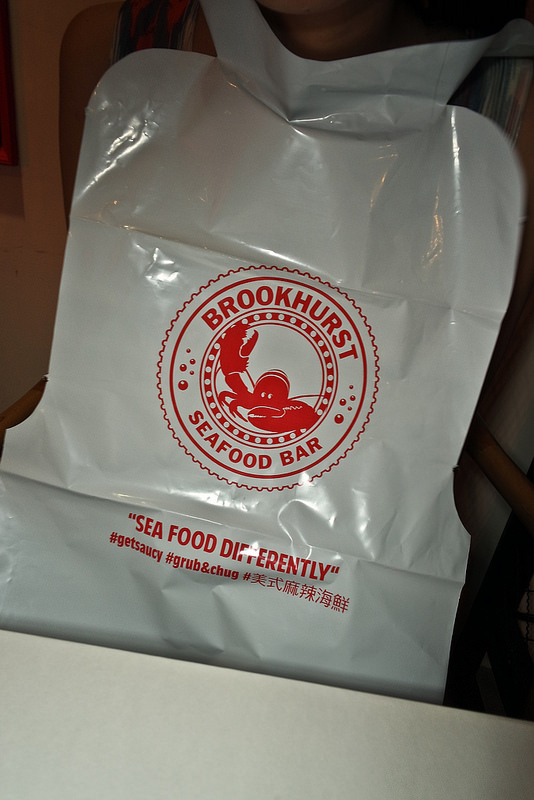 BROOKHURST
SEAFOOD BAR
"SEA FOOD DIFFERENTLY"
#getsaucy #grub&chug #美式麻辣海鮮